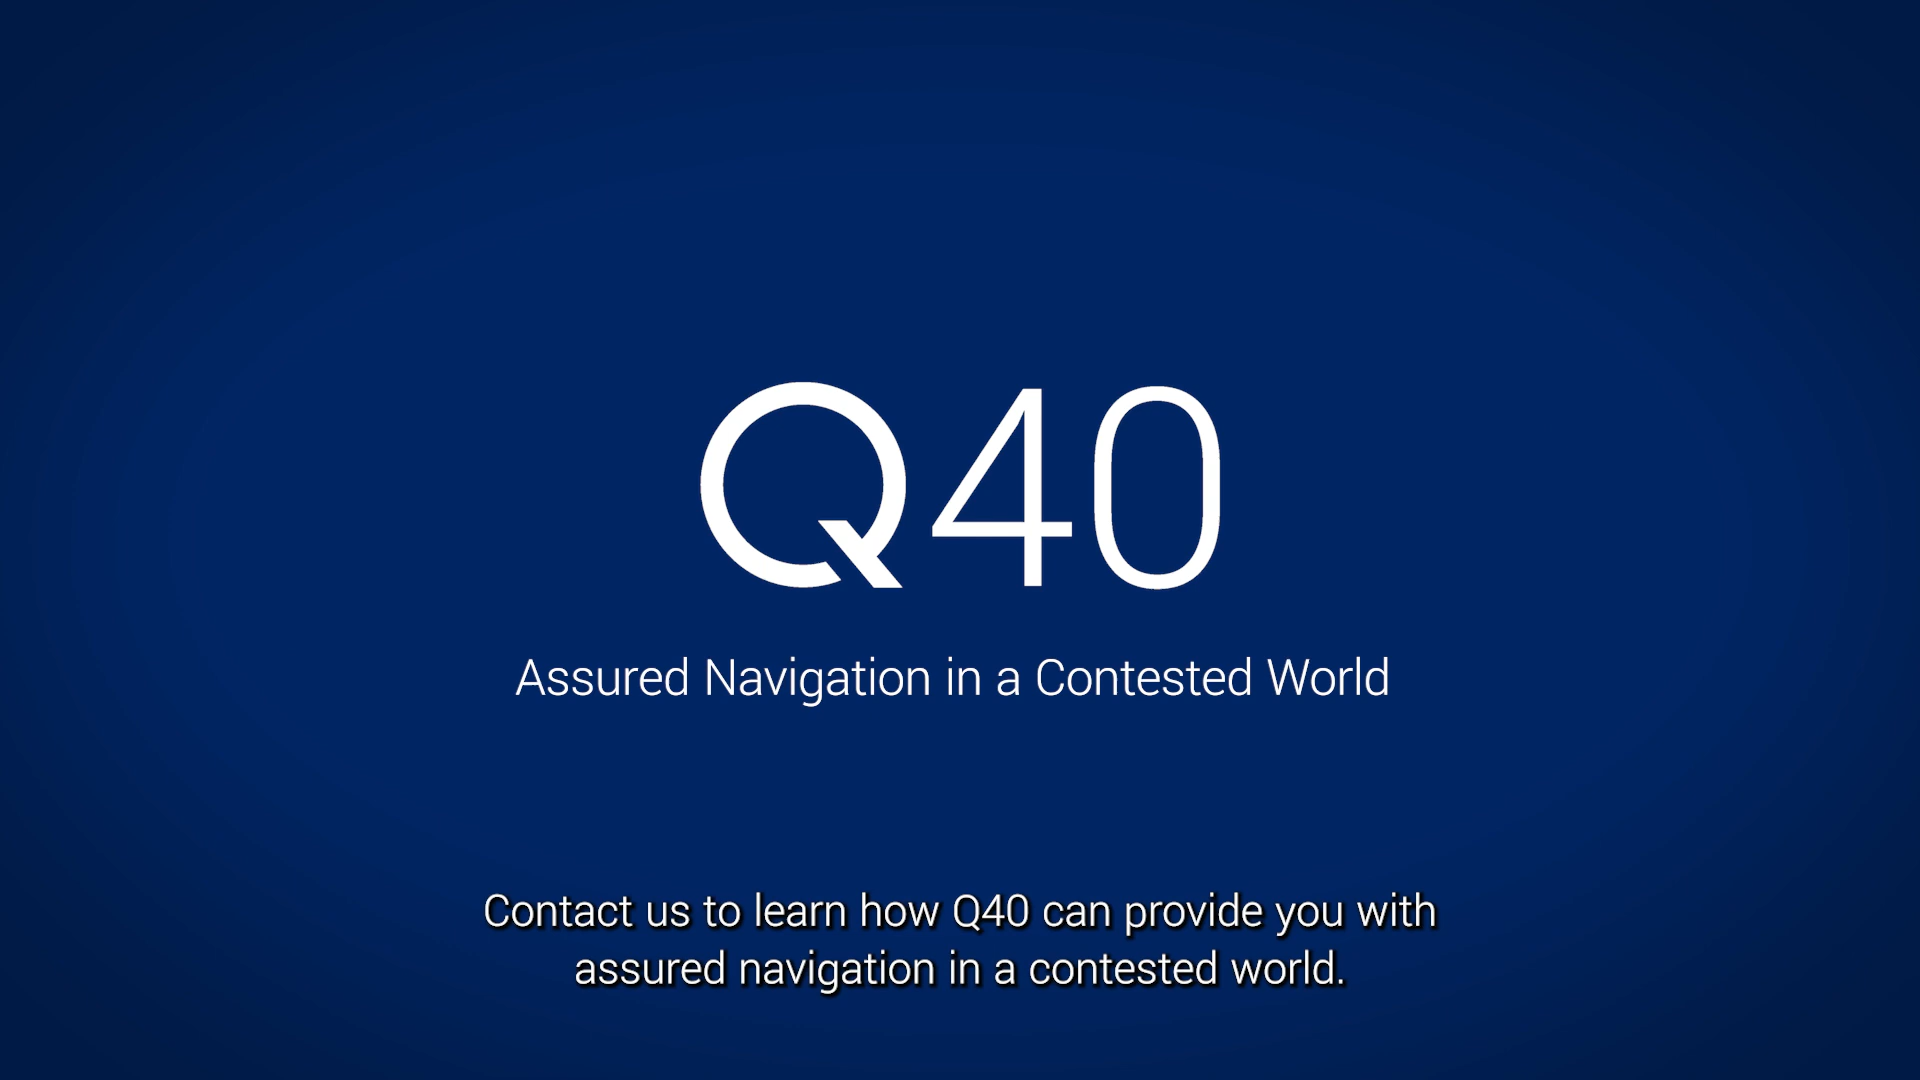 Q40
Assured Navigation in a Contested World
Contact us to learn how Q40 can provide you with
assured navigation in a contested world.